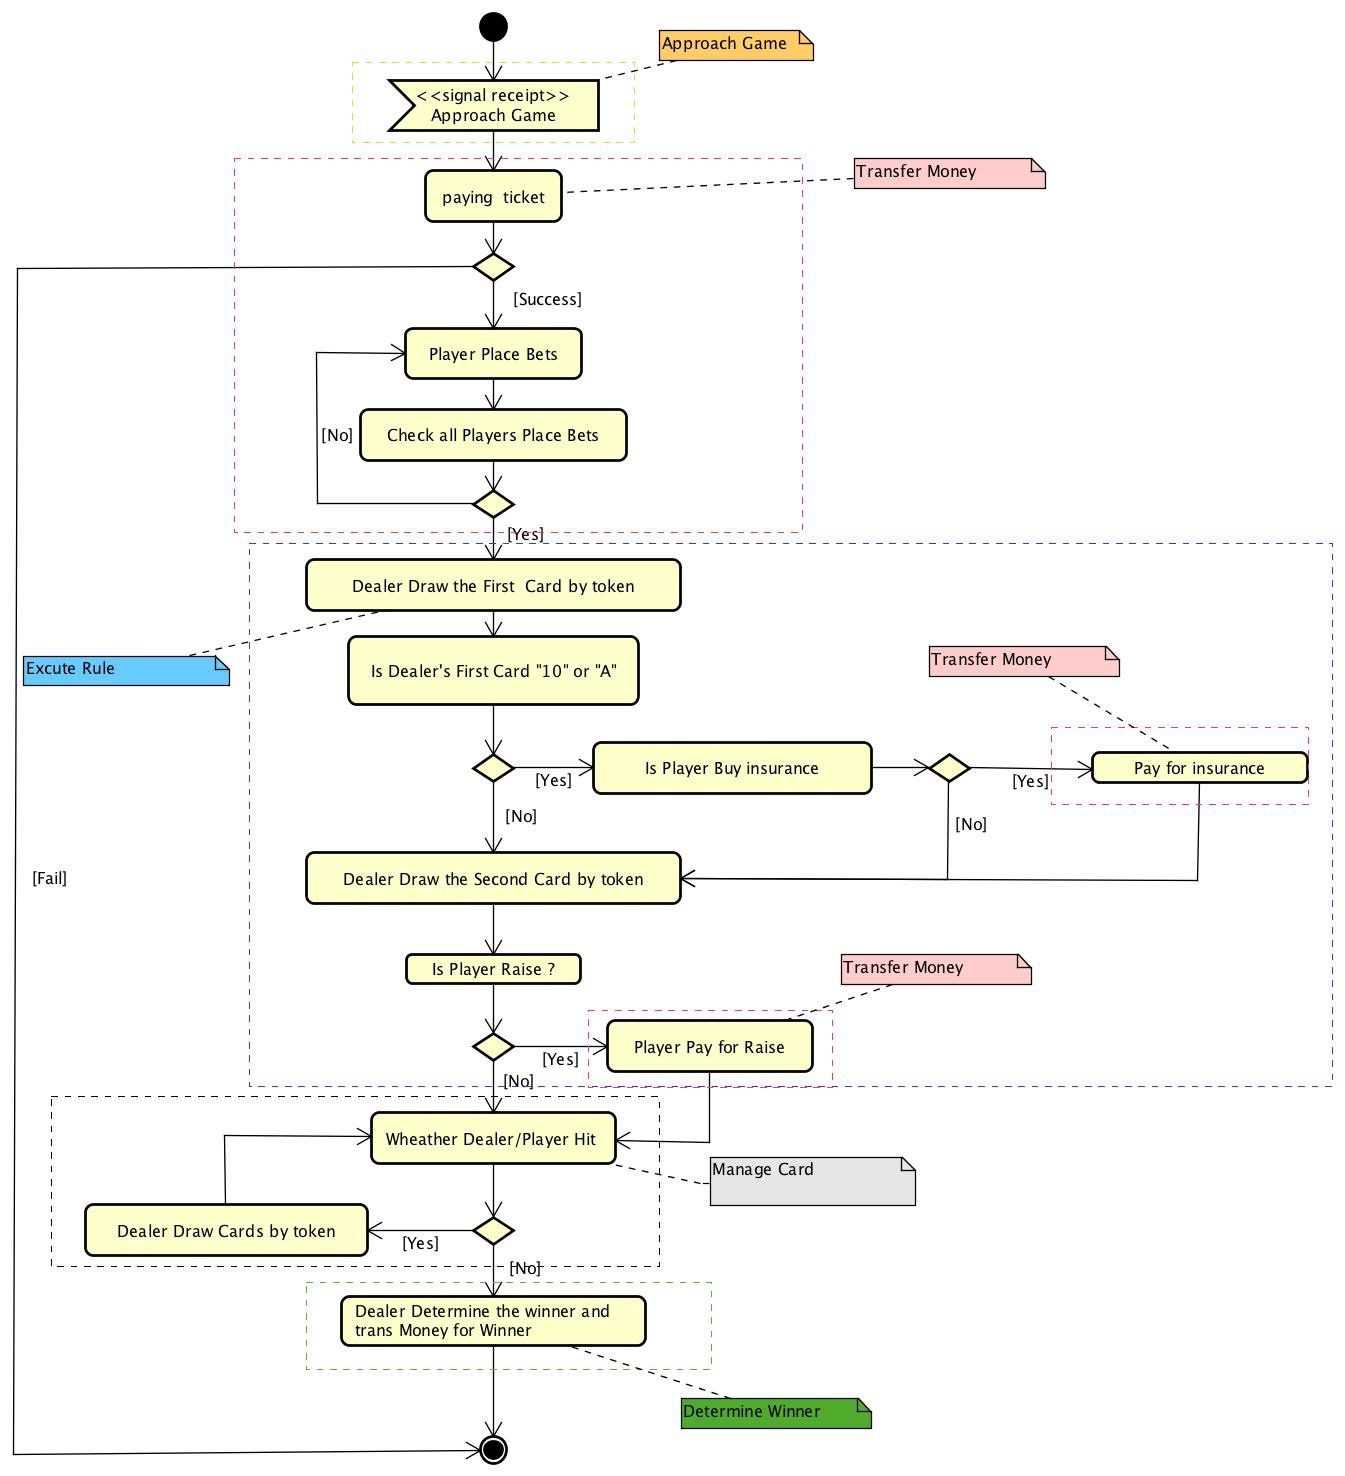 Approach Game
<<signal receipt>>
Approach Game
Transfer Money
paying  ticket
[Success]
Player Place Bets
[No]
Check all Players Place Bets
[Yes]
Dealer Draw the First  Card by token
Excute Rule
Is Dealer's First Card "10" or "A"
Transfer Money
[Yes]
Is Player Buy insurance
[Yes]
Pay for insurance
[No]
[No]
[Fail]
Dealer Draw the Second Card by token
Is Player Raise ?
Transfer Money
[Yes]
Player Pay for Raise
[No]
Wheather Dealer/Player Hit
Manage Card
Dealer Draw Cards by token
[Yes]
[No]
Dealer Determine the winner and
trans Money for Winner
Determine Winner